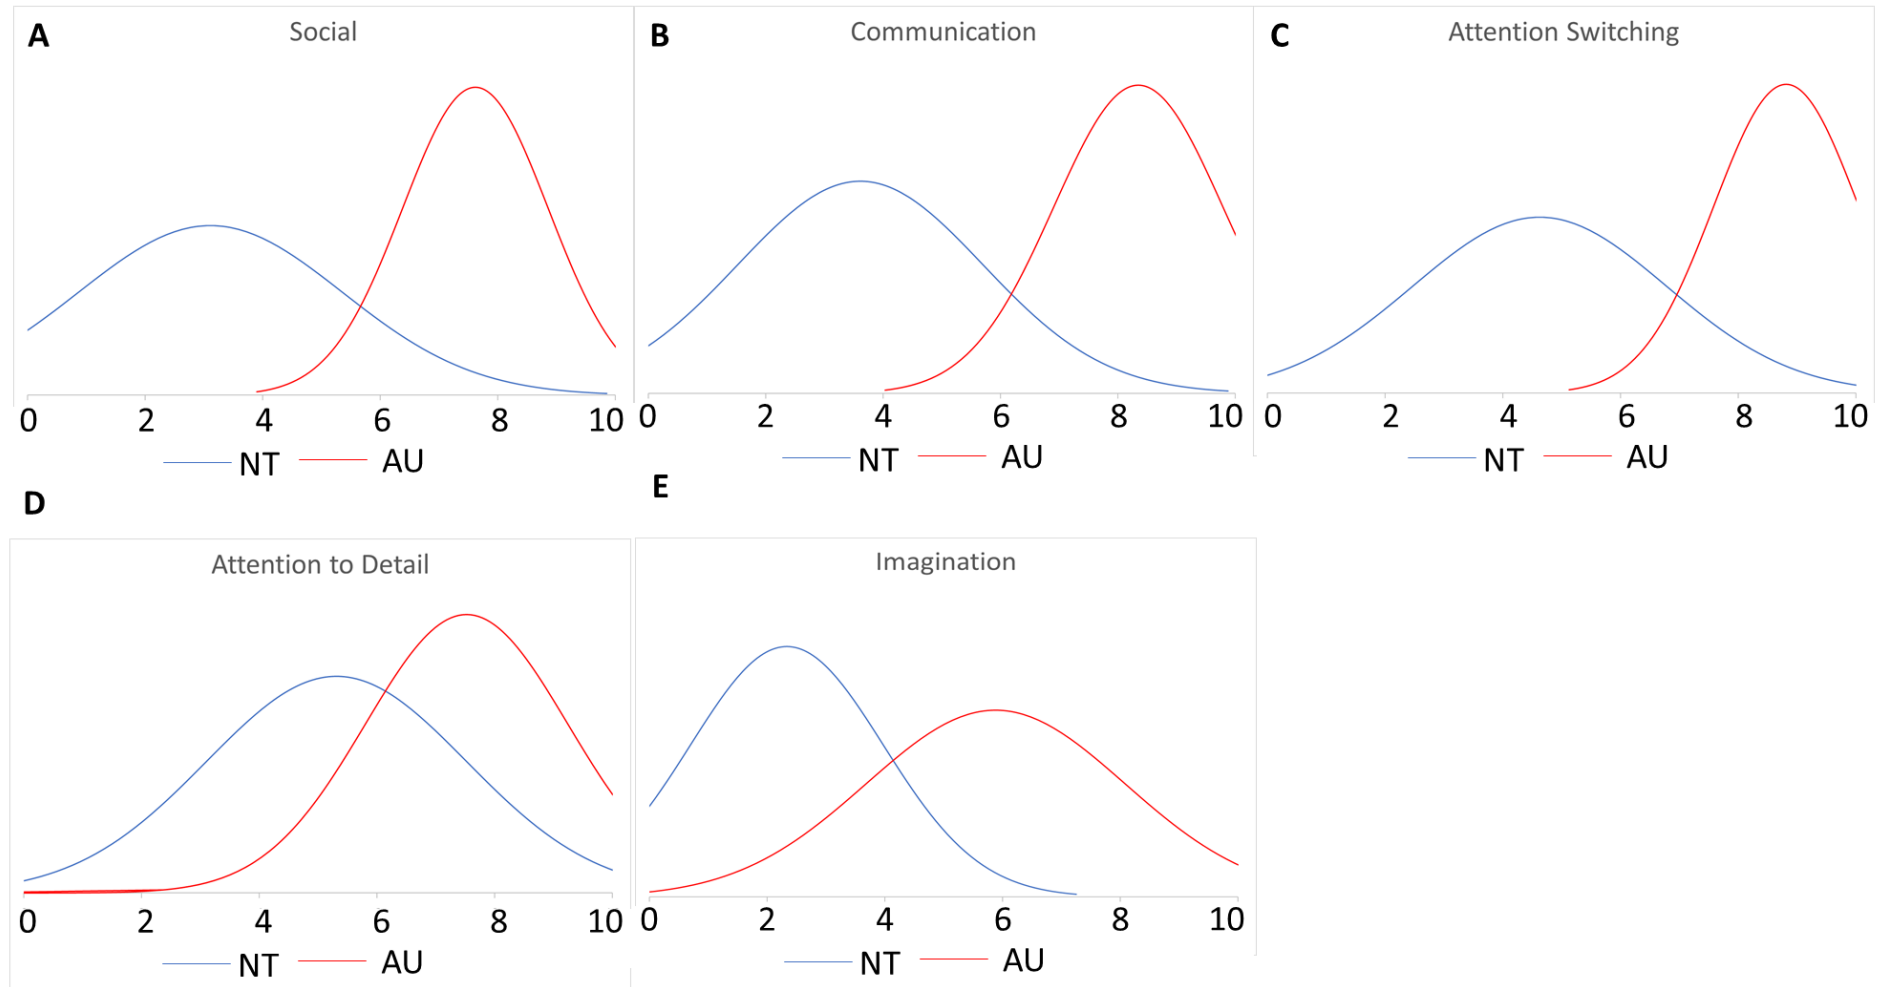 A
Social
0 2 4 6 8 10
NT AU
B
Communication
0 2 4 6 8 10
NT AU
C
Attention Switching
0 2 4 6 8 10
NT AU
D
Attention to Detail
0 2 4 6 8 10
NT AU
E
Imagination
0 2 4 6 8 10
NT AU